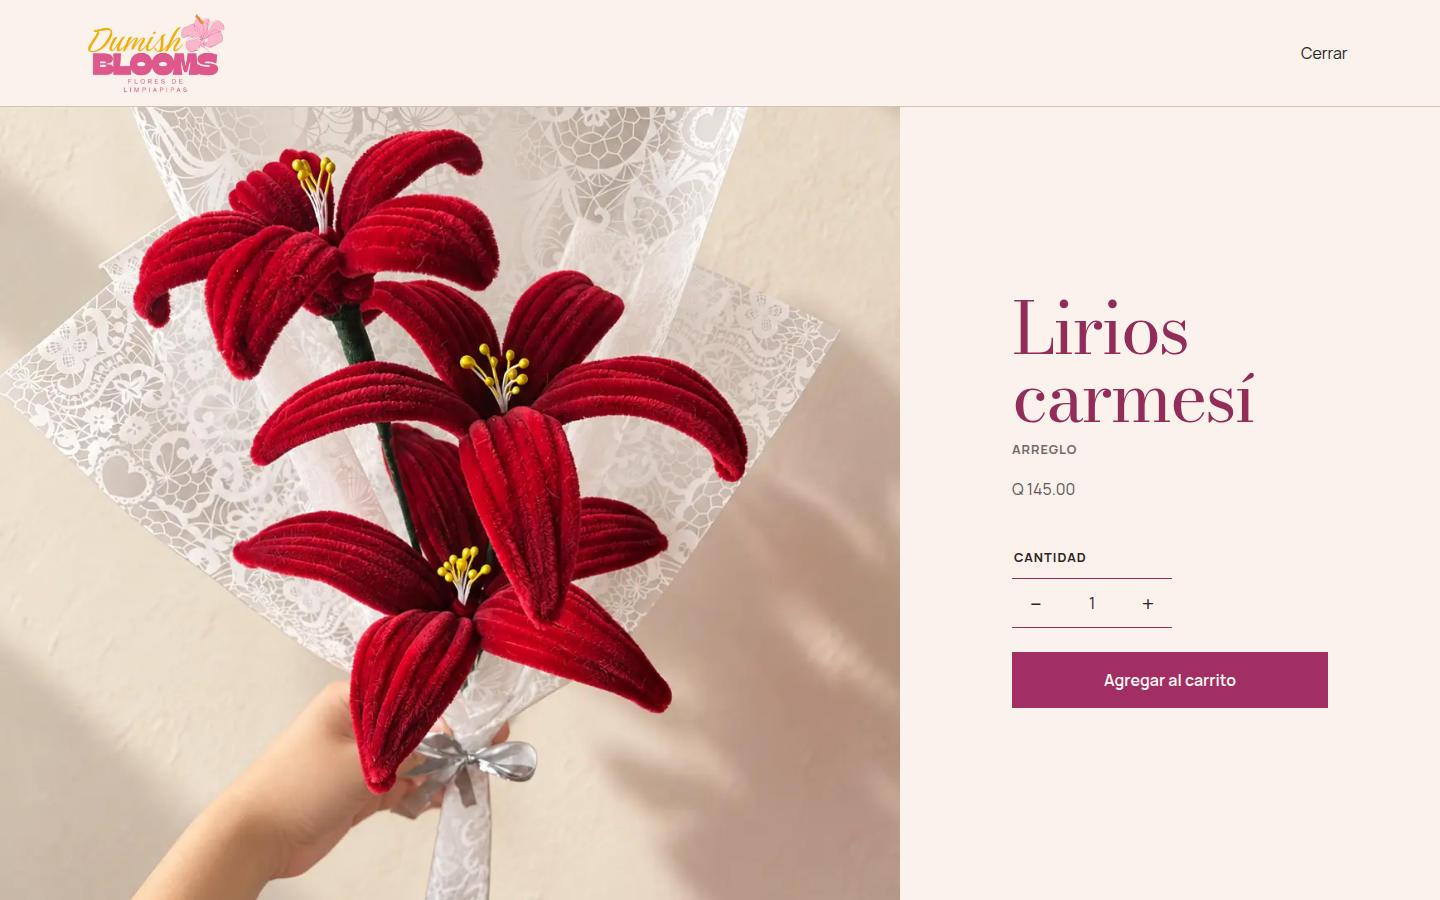 Dumish
BLOOMS
FLORES DE
LIMPIAPIPAS
Cerrar
Lirios
carmesí
ARREGLO
Q 145.00
CANTIDAD
− 1 +
Agregar al carrito